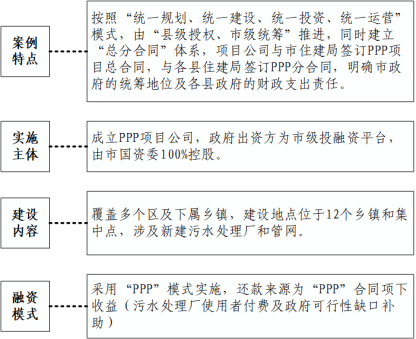 案例
特点
按照“统一规划、统一建设、统一投资、统一运营”
模式，由“县级授权、市级统筹”推进，同时建立
“总分合同”体系，项目公司与市住建局签订PPP项
目总合同，与各县住建局签订PPP分合同，明确市政
府的统筹地位及各县政府的财政支出责任。
实施
主体
成立PPP项目公司，政府出资方为市级投融资平台，
由市国资委100%控股。
建设
内容
覆盖多个区及下属乡镇，建设地点位于12个乡镇和集
中点，涉及新建污水处理厂和管网。
融资
模式
采用“PPP”模式实施，还款来源为“PPP”合同项下
收益（污水处理厂使用者付费及政府可行性缺口补
助）